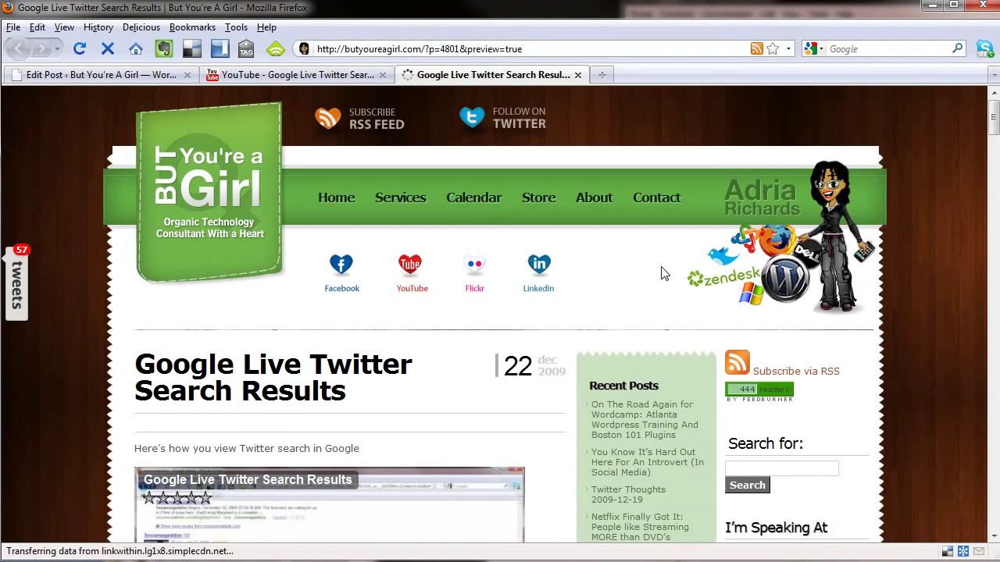 Google Live Twitter Search Results | But You're A Girl - Mozilla Firefox
File Edit View History Delicious Bookmarks Tools Help
TAG
http://butyoureagirl.com/?p=4801&preview=true
Google
Edit Post ‹ But You're A Girl — Wor...
You Tube
YouTube - Google Live Twitter Sear...
Google Live Twitter Search Resul...
SUBSCRIBE
RSS FEED
FOLLOW ON
TWITTER
BUT
You're a
Girl
Organic Technology
Consultant With a Heart
Home Services Calendar Store About Contact
Adria
Richards
DELL
zendesk
57
tweets
Tube
in
Facebook YouTube Flickr LinkedIn
Google Live Twitter
Search Results
22 dec
2009
Here's how you view Twitter search in Google
Google Live Twitter Search Results
Recent Posts
On The Road Again for
Wordcamp: Atlanta
Wordpress Training And
Boston 101 Plugins
You Know It's Hard Out
Here For An Introvert (In
Social Media)
Twitter Thoughts
2009-12-19
Netflix Finally Got It:
People like Streaming
MORE than DVD's
Subscribe via RSS
444 readers
BY FEEDBURNER
Search for:
Search
I'm Speaking At
Transferring data from linkwithin.lg1x8.simplecdn.net...